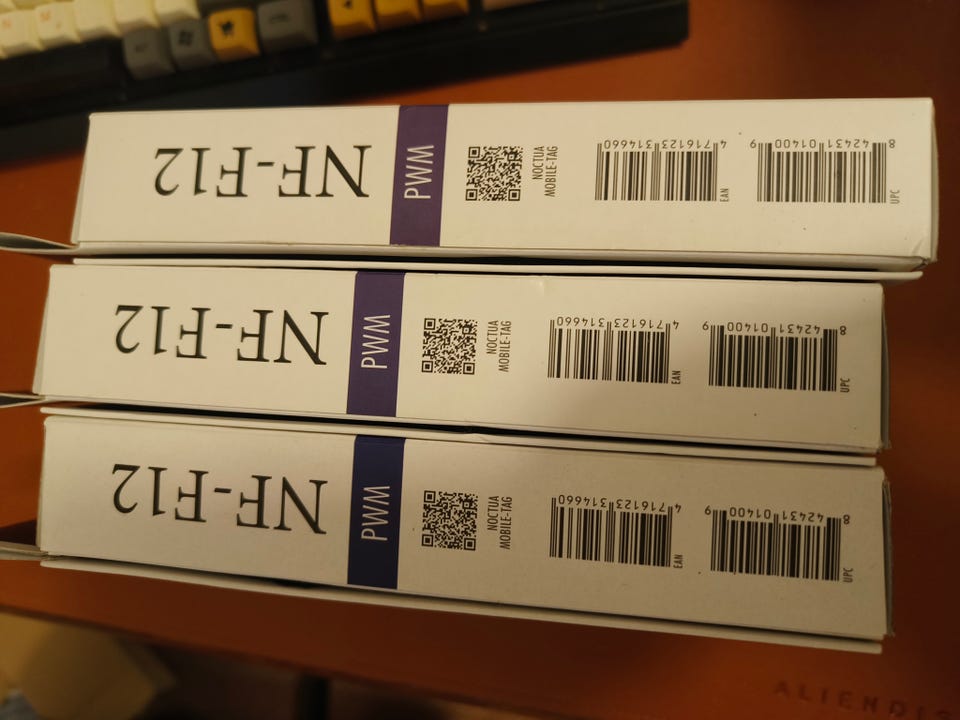 NF-F12
PWM
NOCTUA
MOBILE-TAG
4 716123 314660
EAN
8 42431 01400 9
UPC
NF-F12
PWM
NOCTUA
MOBILE-TAG
4 716123 314660
EAN
8 42431 01400 9
UPC
NF-F12
PWM
NOCTUA
MOBILE-TAG
4 716123 314660
EAN
8 42431 01400 9
UPC